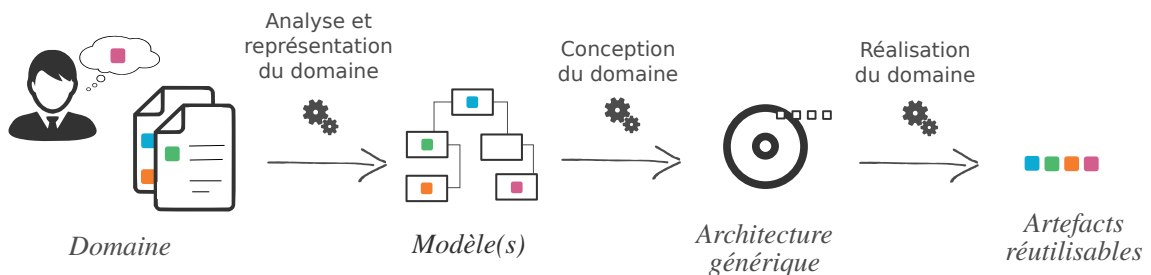 Analyse et
représentation
du domaine
Conception
du domaine
Réalisation
du domaine
Domaine
Modèle(s)
Architecture
générique
Artefacts
réutilisables